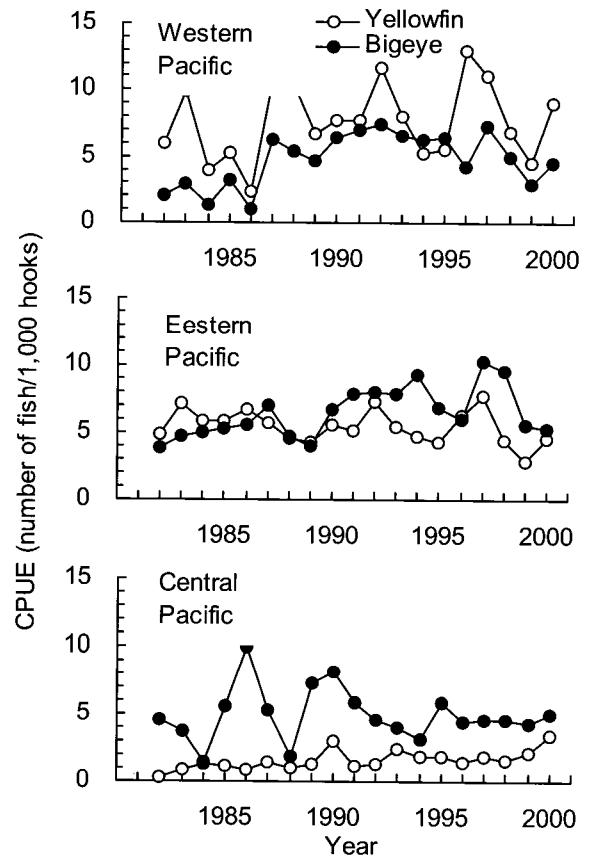 15
Western
Pacific
Yellowfin
Bigeye
10
5
0
1985 1990 1995 2000
15
Eestern
Pacific
10
5
0
1985 1990 1995 2000
15
Central
Pacific
10
5
0
1985 1990 1995 2000
Year
CPUE (number of fish/1,000 hooks)